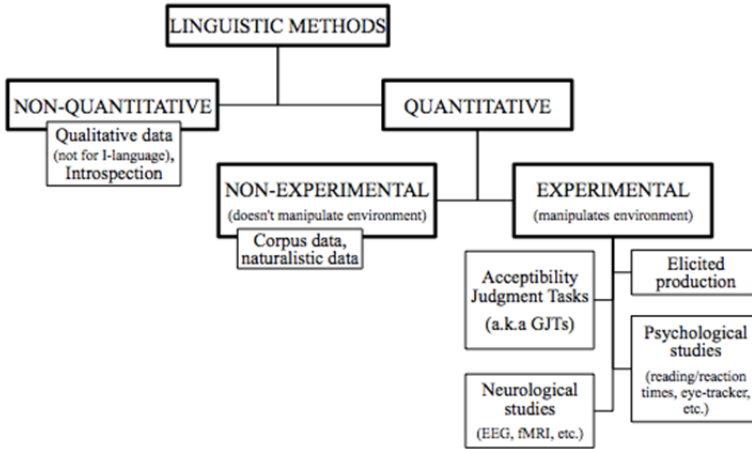 LINGUISTIC METHODS
NON-QUANTITATIVE
Qualitative data
(not for I-language),
Introspection
QUANTITATIVE
NON-EXPERIMENTAL
(doesn't manipulate environment)
Corpus data,
naturalistic data
EXPERIMENTAL
(manipulates environment)
Acceptibility
Judgment Tasks
(a.k.a GJTs)
Elicited
production
Psychological
studies
(reading/reaction
times, eye-tracker,
etc.)
Neurological
studies
(EEG, fMRI, etc.)